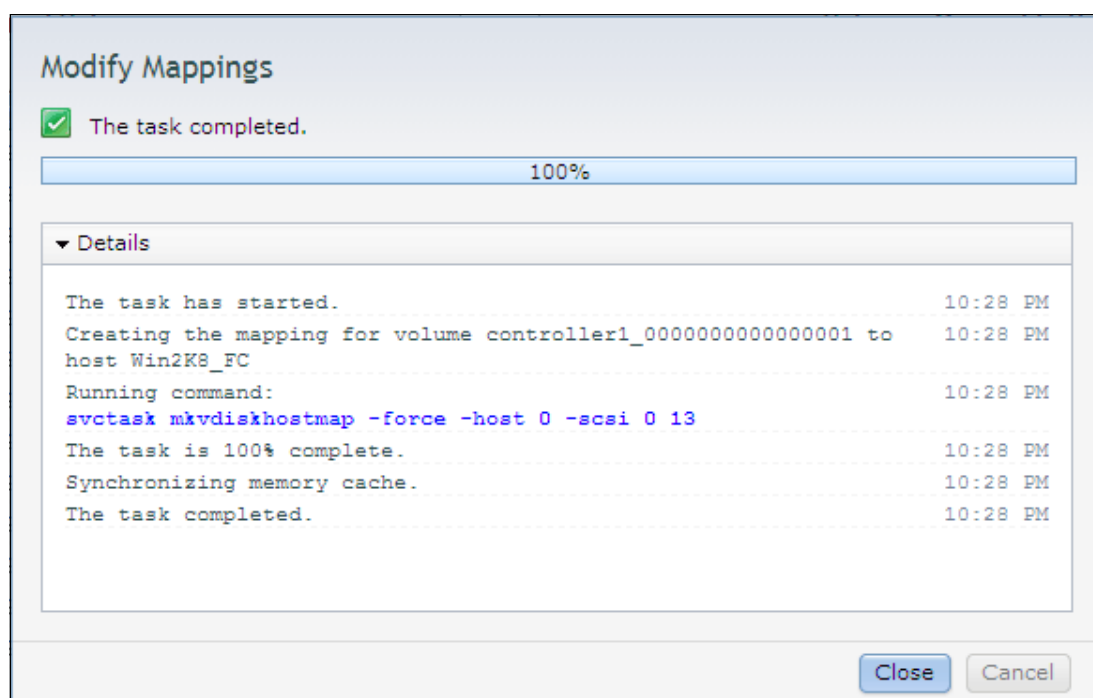 Modify Mappings
The task completed.
100%
Details
The task has started. 10:28 PM
Creating the mapping for volume controller1_0000000000000001 to 10:28 PM
host Win2K8_FC
Running command: 10:28 PM
svctask mkvdiskhostmap -force -host 0 -scsi 0 13
The task is 100% complete. 10:28 PM
Synchronizing memory cache. 10:28 PM
The task completed. 10:28 PM
Close Cancel